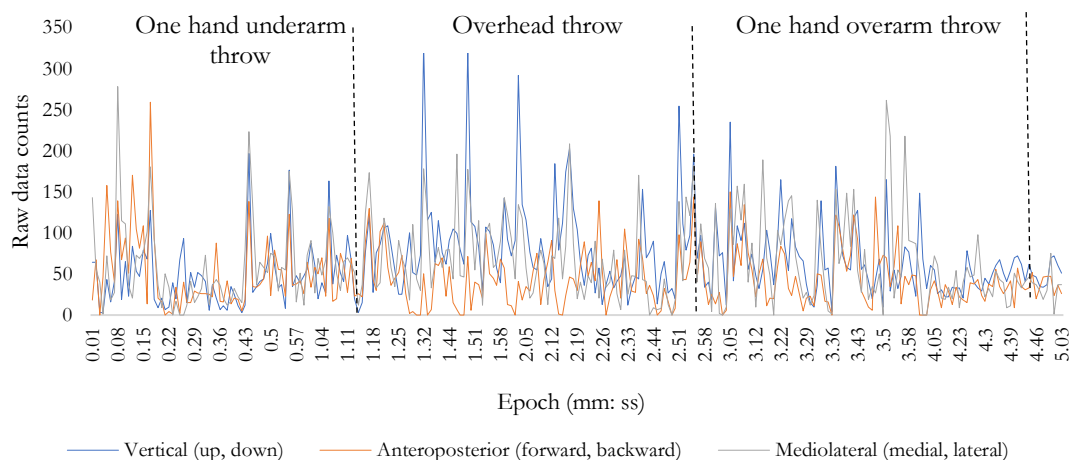 One hand underarm
throw
Overhead throw
One hand overarm throw
350
300
250
200
150
100
50
0
Raw data counts
0.01 0.08 0.15 0.22 0.29 0.36 0.43 0.5 0.57 1.04 1.11 1.18 1.25 1.32 1.44 1.51 1.58 2.05 2.12 2.19 2.26 2.33 2.44 2.51 2.58 3.05 3.12 3.22 3.29 3.36 3.43 3.5 3.58 4.05 4.23 4.3 4.39 4.46 5.03
Epoch (mm: ss)
Vertical (up, down) Anteroposterior (forward, backward) Mediolateral (medial, lateral)